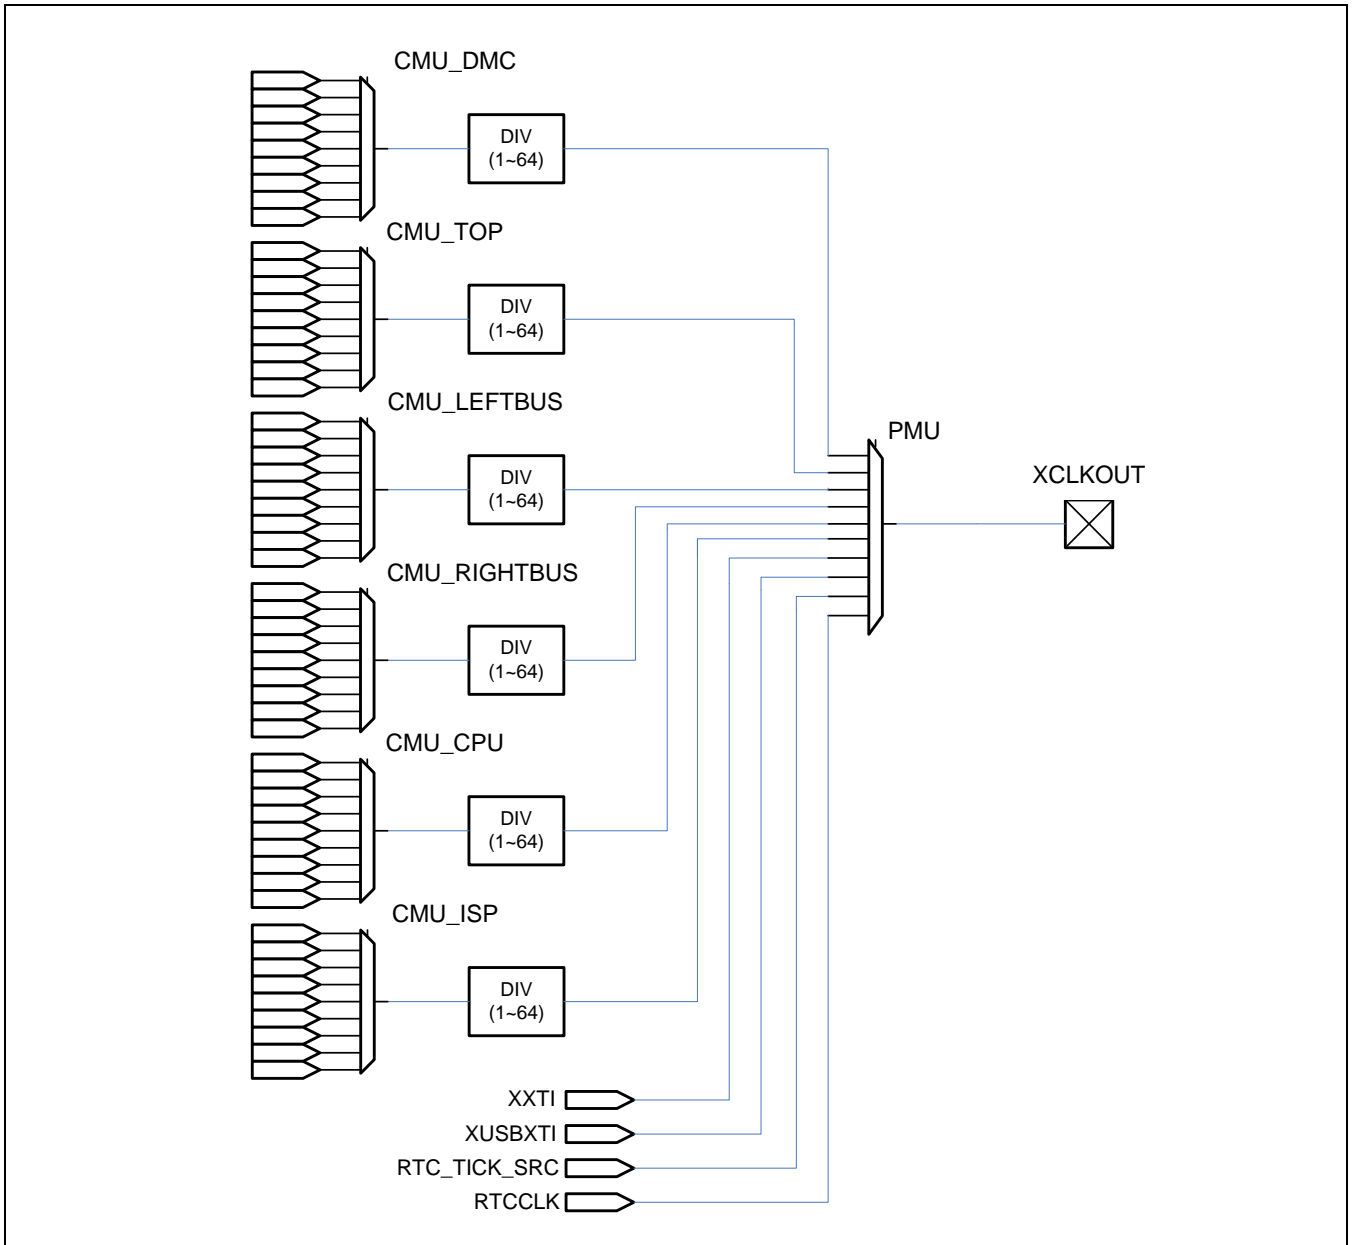 CMU_DMC
DIV
(1~64)
CMU_TOP
DIV
(1~64)
CMU_LEFTBUS
DIV
(1~64)
PMU
XCLKOUT
CMU_RIGHTBUS
DIV
(1~64)
CMU_CPU
DIV
(1~64)
CMU_ISP
DIV
(1~64)
XXTI
XUSBXTI
RTC_TICK_SRC
RTCCLK